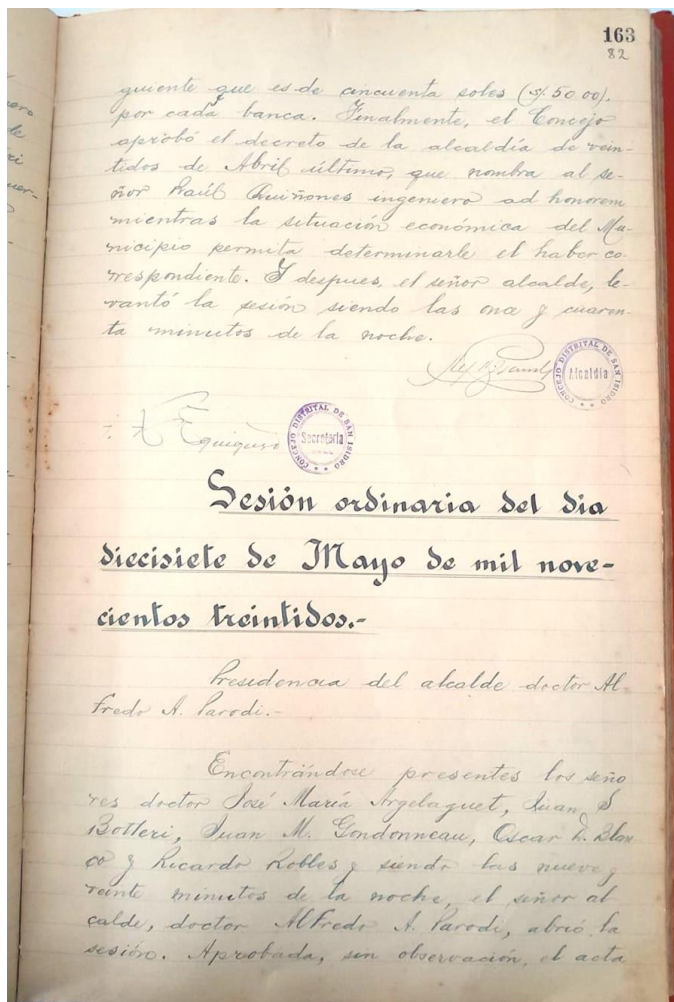 163
82
guiente que es de cincuenta soles (S/. 50.00).
por cada banca. Finalmente, el Concejo
aprobó el decreto de la alcaldía de vein-
tidos de Abril último, que nombra al se-
ñor Raúl Quiñones ingeniero ad honorem
mientras la situación económica del Mu-
nicipio permita determinarle el haber co-
rrespondiente. I despues, el señor alcalde, le-
vantó la sesión siendo las once y cuaren-
ta minutos de la noche.
CONCEJO DISTRITAL DE SAN ISIDRO
Alcaldía
CONCEJO DISTRITAL DE SAN ISIDRO
Secretaría
Sesión ordinaria del dia
diecisiete de Mayo de mil nove-
cientos treintidos.-
Presidencia del alcalde doctor Al-
fredo A. Parodi.-
Encontrándose presentes los seño
res doctor José María Argelaguet, Juan S.
Botteri, Juan M. Gondonneau, Oscar D. Blan-
co y Ricardo Robles y siendo las nueve y
veinte minutos de la noche, el señor al
calde, doctor Alfredo A. Parodi, abrió la
sesión. Aprobada, sin observación, el acta